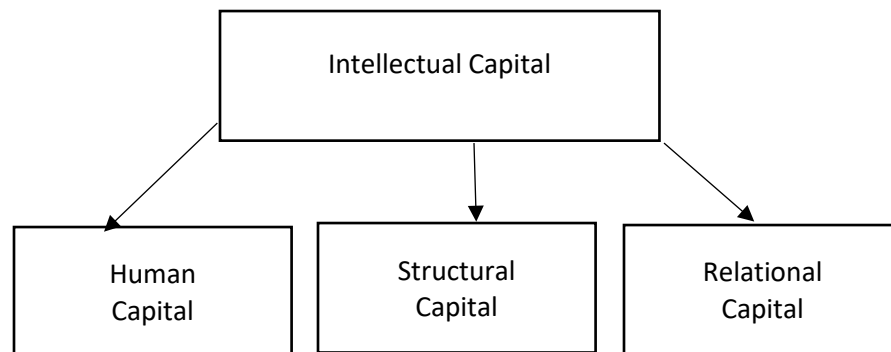 Intellectual Capital
Human
Capital
Structural
Capital
Relational
Capital